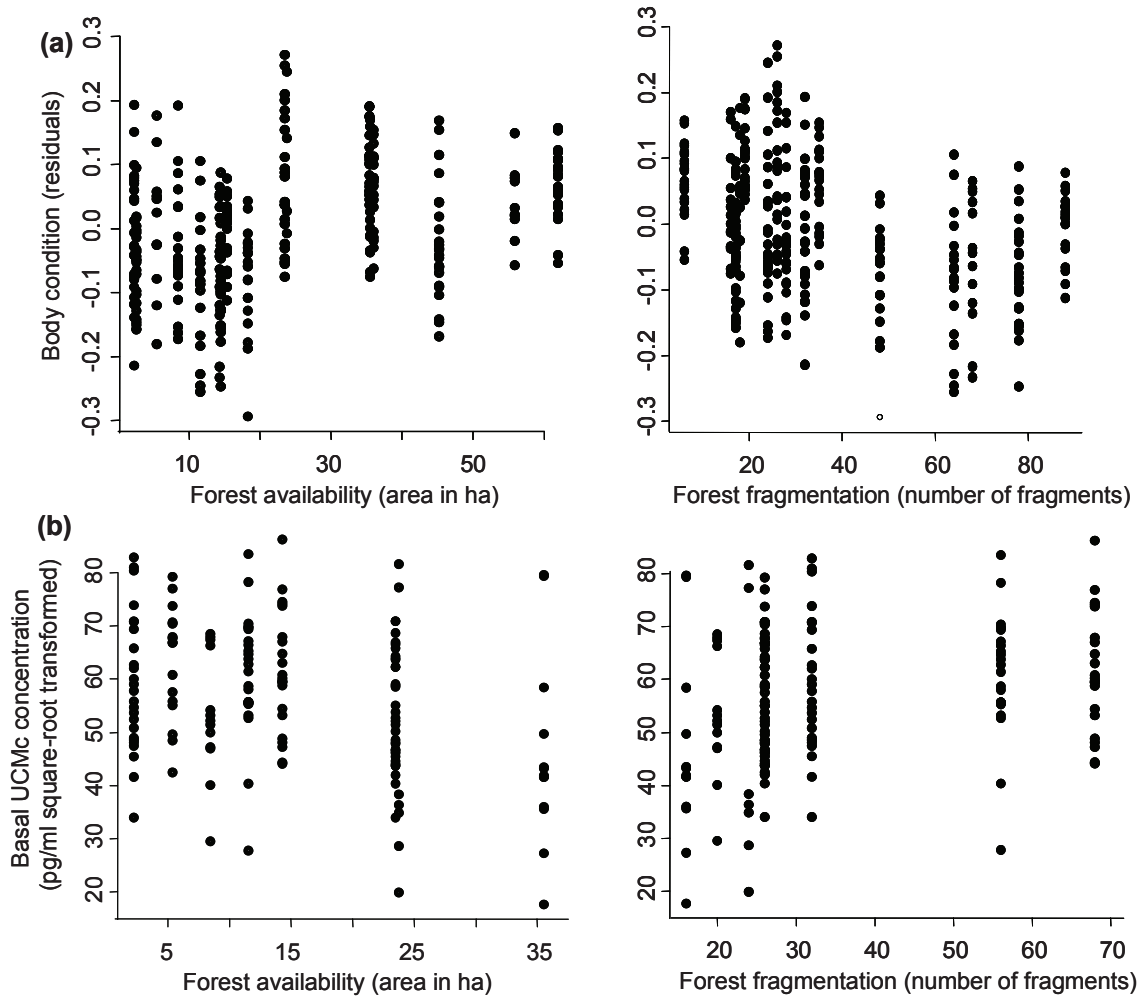 (a)
Body condition (residuals)
0.3
0.2
0.1
0.0
-0.1
-0.2
-0.3
10 30 50
Forest availability (area in ha)
0.3
0.2
0.1
0.0
-0.1
-0.2
-0.3
20 40 60 80
Forest fragmentation (number of fragments)
(b)
Basal UCMc concentration
(pg/ml square-root transformed)
80
70
60
50
40
30
20
5 15 25 35
Forest availability (area in ha)
80
70
60
50
40
30
20
20 30 40 50 60 70
Forest fragmentation (number of fragments)